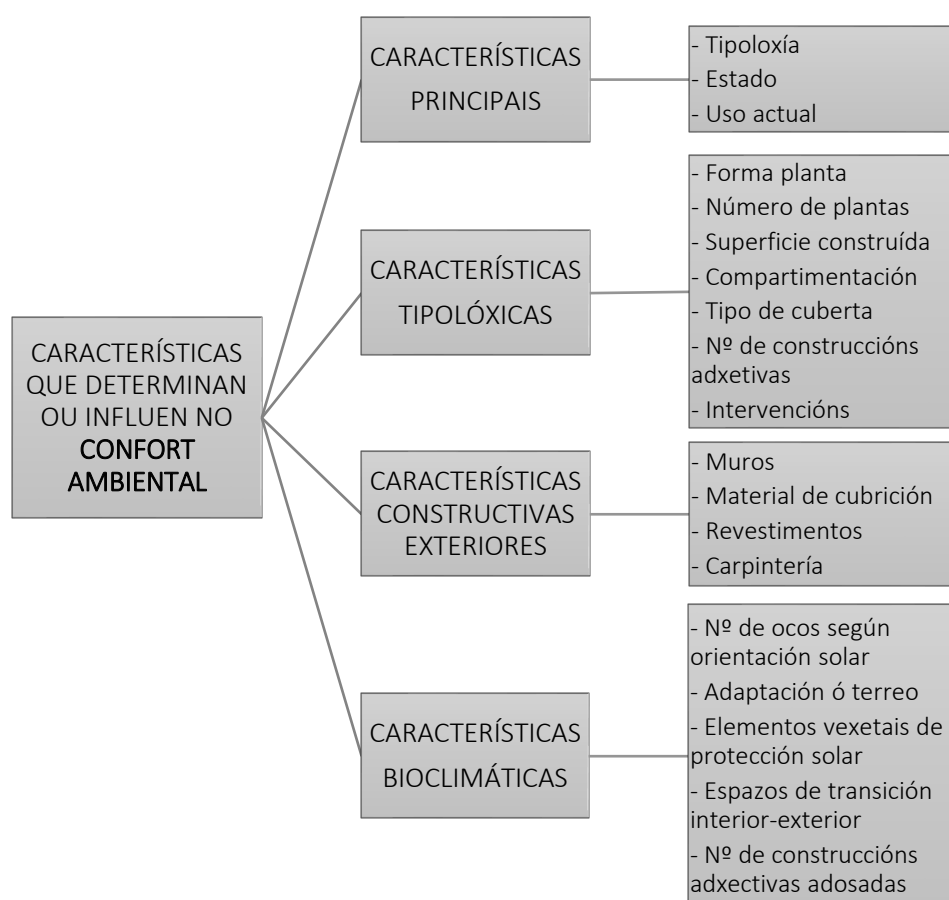 CARACTERÍSTICAS
QUE DETERMINAN
OU INFLUEN NO
CONFORT
AMBIENTAL
CARACTERÍSTICAS
PRINCIPAIS
- Tipoloxía
- Estado
- Uso actual
CARACTERÍSTICAS
TIPOLÓXICAS
- Forma planta
- Número de plantas
- Superficie construída
- Compartimentación
- Tipo de cuberta
- Nº de construccións
adxetivas
- Intervencións
CARACTERÍSTICAS
CONSTRUCTIVAS
EXTERIORES
- Muros
- Material de cubrición
- Revestimentos
- Carpintería
CARACTERÍSTICAS
BIOCLIMÁTICAS
- Nº de ocos según
orientación solar
- Adaptación ó terreo
- Elementos vexetais de
protección solar
- Espazos de transición
interior-exterior
- Nº de construccións
adxectivas adosadas